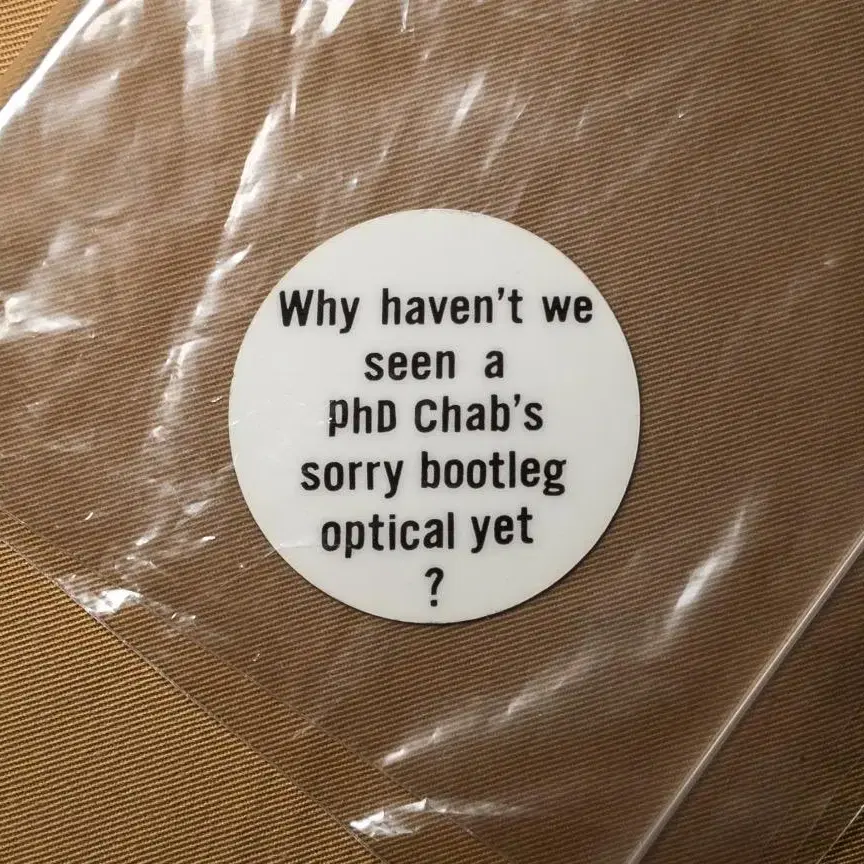 Why haven't we
seen a
phD Chab's
sorry bootleg
optical yet
?